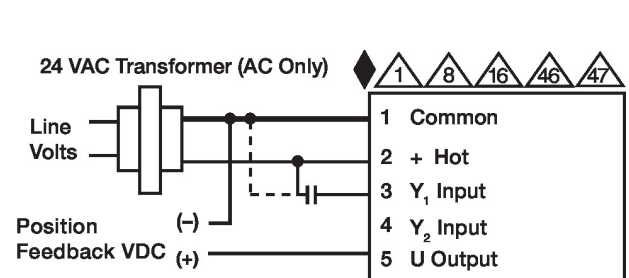 24 VAC Transformer (AC Only)
1 8 16 46 47
Line
Volts
1 Common
2 + Hot
3 Y1 Input
4 Y2 Input
5 U Output
Position (–)
Feedback VDC (+)